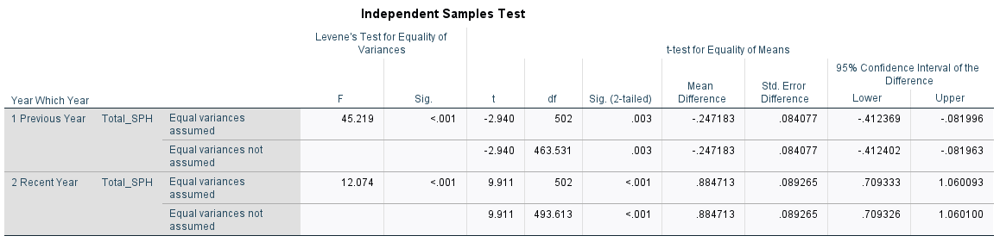 Independent Samples Test
Levene's Test for Equality of
Variances
t-test for Equality of Means
95% Confidence Interval of the
Difference
Year Which Year
F
Sig.
t
df
Sig. (2-tailed)
Mean
Difference
Std. Error
Difference
Lower
Upper
1 Previous Year Total_SPH Equal variances
assumed
45.219 <.001 -2.940 502 .003 -.247183 .084077 -.412369 -.081996
Equal variances not
assumed
-2.940 463.531 .003 -.247183 .084077 -.412402 -.081963
2 Recent Year Total_SPH Equal variances
assumed
12.074 <.001 9.911 502 <.001 .884713 .089265 .709333 1.060093
Equal variances not
assumed
9.911 493.613 <.001 .884713 .089265 .709326 1.060100